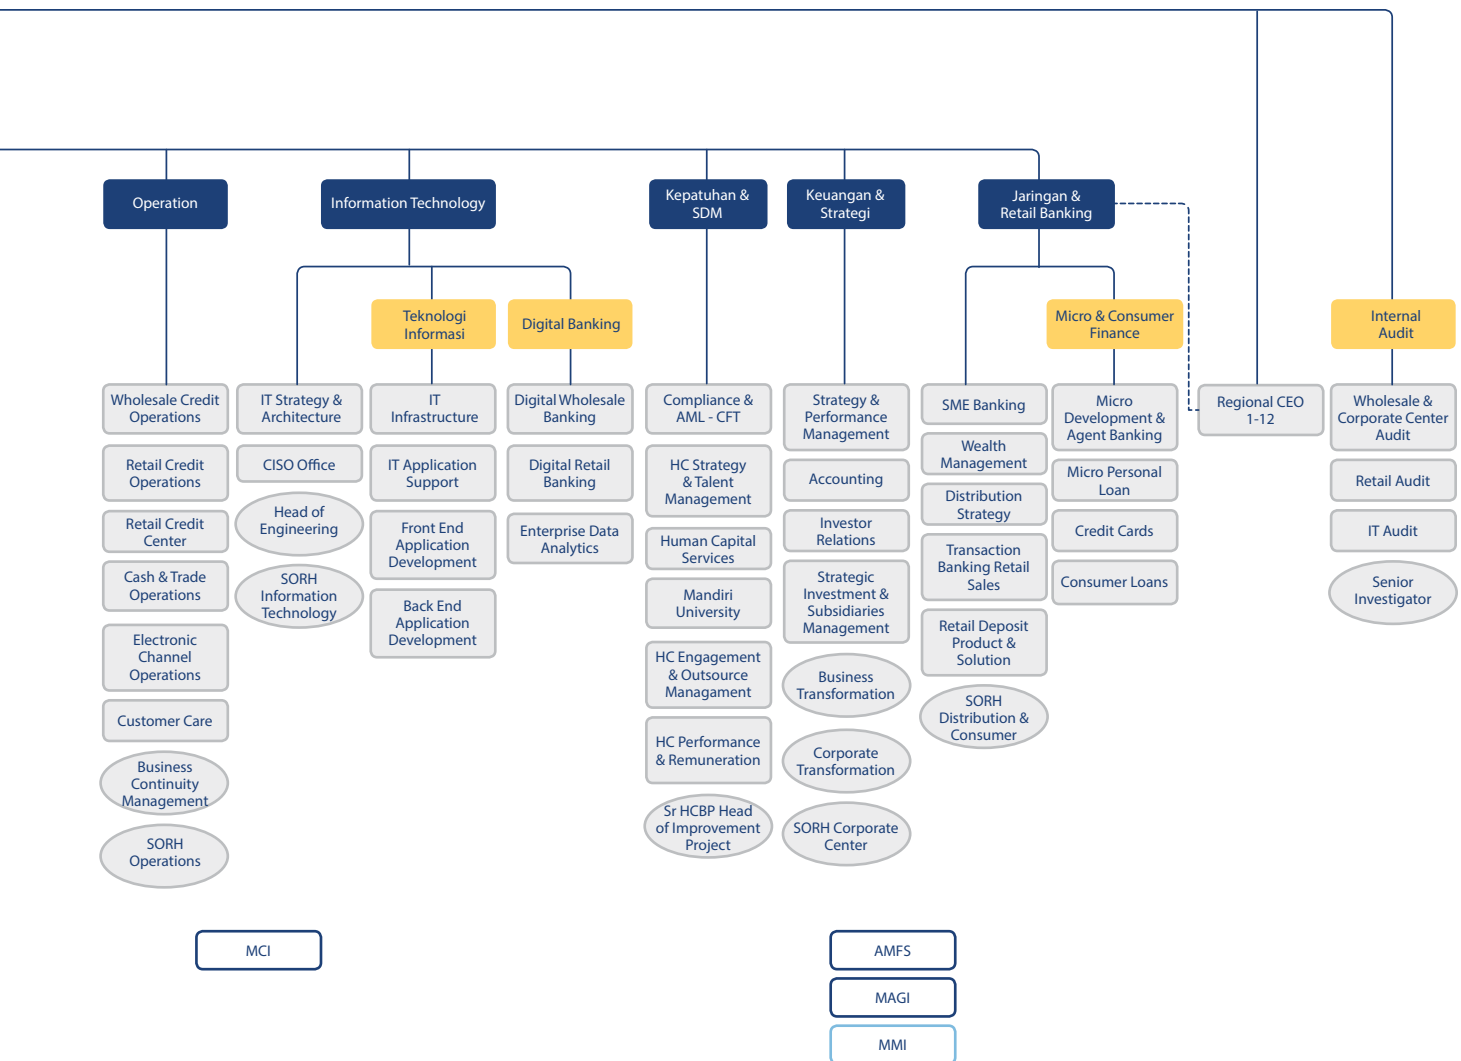 Operation
Information Technology
Kepatuhan &
SDM
Keuangan &
Strategi
Jaringan &
Retail Banking
Teknologi
Informasi
Digital Banking
Micro & Consumer
Finance
Internal
Audit
Wholesale Credit
Operations
Retail Credit
Operations
Retail Credit
Center
Cash & Trade
Operations
Electronic
Channel
Operations
Customer Care
Business
Continuity
Management
SORH
Operations
IT Strategy &
Architecture
CISO Office
Head of
Engineering
SORH
Information
Technology
IT
Infrastructure
IT Application
Support
Front End
Application
Development
Back End
Application
Development
Digital Wholesale
Banking
Digital Retail
Banking
Enterprise Data
Analytics
Compliance &
AML - CFT
HC Strategy
& Talent
Management
Human Capital
Services
Mandiri
University
HC Engagement
& Outsource
Managament
HC Performance
& Remuneration
Sr HCBP Head
of Improvement
Project
Strategy &
Performance
Management
Accounting
Investor
Relations
Strategic
Investment &
Subsidiaries
Management
Business
Transformation
Corporate
Transformation
SORH Corporate
Center
SME Banking
Wealth
Management
Distribution
Strategy
Transaction
Banking Retail
Sales
Retail Deposit
Product &
Solution
SORH
Distribution &
Consumer
Micro
Development &
Agent Banking
Micro Personal
Loan
Credit Cards
Consumer Loans
Regional CEO
1-12
Wholesale &
Corporate Center
Audit
Retail Audit
IT Audit
Senior
Investigator
MCI
AMFS
MAGI
MMI